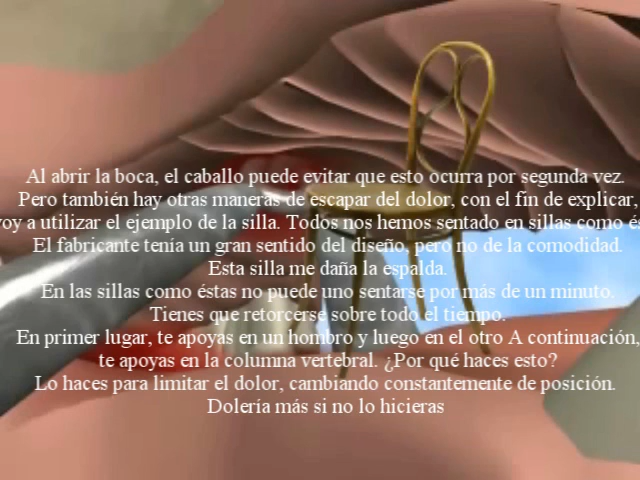 Al abrir la boca, el caballo puede evitar que esto ocurra por segunda vez.
Pero también hay otras maneras de escapar del dolor, con el fin de explicar,
voy a utilizar el ejemplo de la silla. Todos nos hemos sentado en sillas como
El fabricante tenía un gran sentido del diseño, pero no de la comodidad.
Esta silla me daña la espalda.
En las sillas como éstas no puede uno sentarse por más de un minuto.
Tienes que retorcerse sobre todo el tiempo.
En primer lugar, te apoyas en un hombro y luego en el otro A continuación,
te apoyas en la columna vertebral. ¿Por qué haces esto?
Lo haces para limitar el dolor, cambiando constantemente de posición.
Dolería más si no lo hicieras